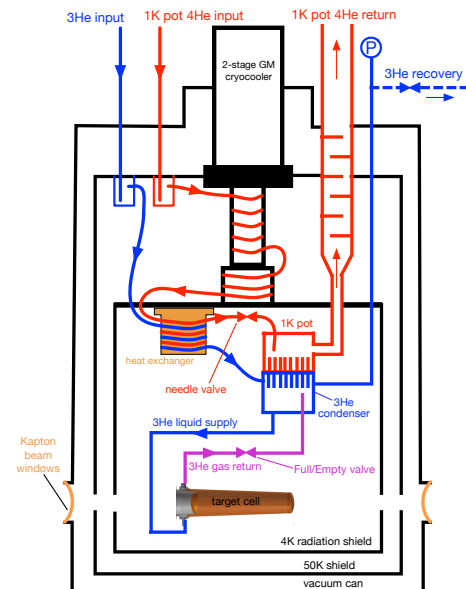 3He input
1K pot 4He input
1K pot 4He return
2-stage GM
cryocooler
P
3He recovery
1K pot
heat exchanger
needle valve
3He
condenser
3He liquid supply
3He gas return
Full/Empty valve
Kapton
beam
windows
target cell
4K radiation shield
50K shield
vacuum can